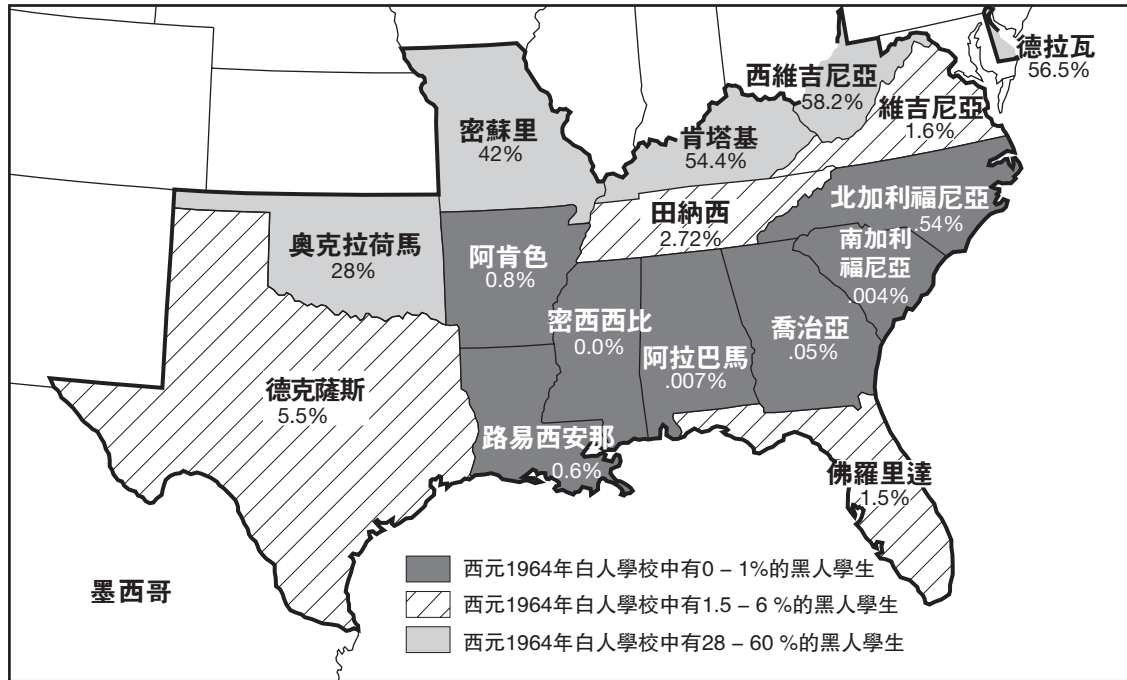 德拉瓦
56.5%
西維吉尼亞
58.2%
維吉尼亞
1.6%
密蘇里
42%
肯塔基
54.4%
北加利福尼亞
.54%
田納西
2.72%
南加利
福尼亞
.004%
奧克拉荷馬
28%
阿肯色
0.8%
密西西比
0.0%
喬治亞
.05%
阿拉巴馬
.007%
德克薩斯
5.5%
路易西安那
0.6%
佛羅里達
1.5%
墨西哥
西元1964年白人學校中有0 – 1%的黑人學生
西元1964年白人學校中有1.5 – 6 %的黑人學生
西元1964年白人學校中有28 – 60 %的黑人學生